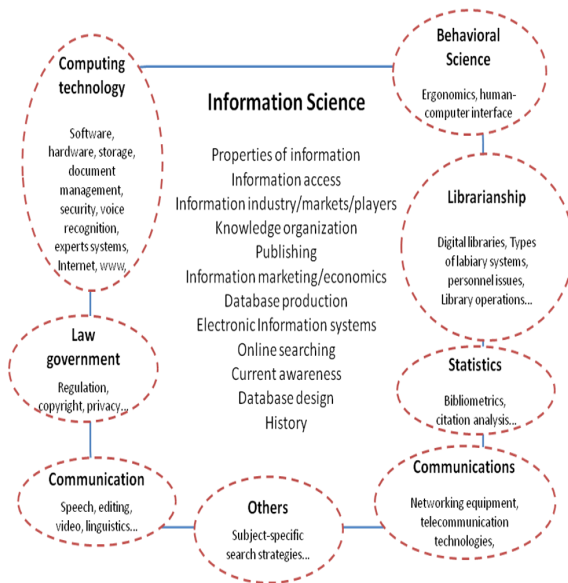 Computing
technology
Software,
hardware, storage,
document
management,
security, voice
recognition,
experts systems,
Internet, www,
Behavioral
Science
Ergonomics, human-
computer interface
Information Science
Properties of information
Information access
Information industry/markets/players
Knowledge organization
Publishing
Information marketing/economics
Database production
Electronic Information systems
Online searching
Current awareness
Database design
History
Librarianship
Digital libraries, Types
of labiary systems,
personnel issues,
Library operations...
Law
government
Regulation,
copyright, privacy...
Statistics
Bibliometrics,
citation analysis...
Communication
Speech, editing,
video, linguistics...
Others
Subject-specific
search strategies...
Communications
Networking equipment,
telecommunication
technologies,